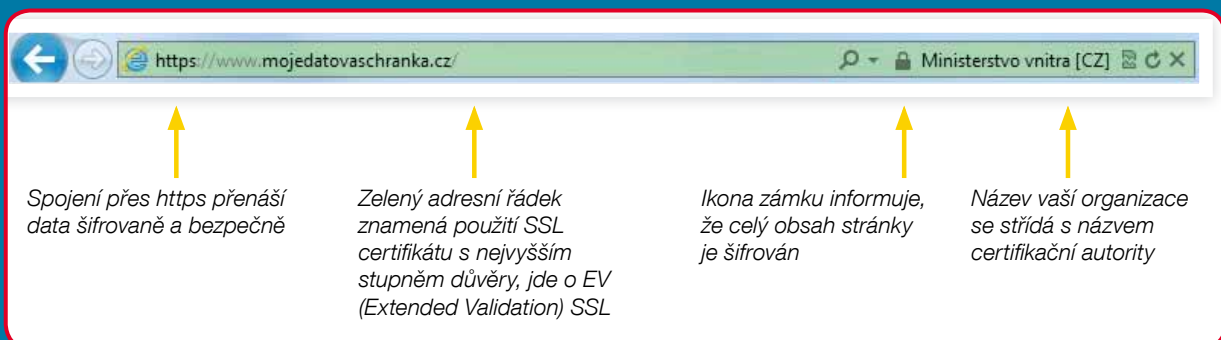 https://www.mojedatovaschranka.cz/ Ministerstvo vnitra [CZ]
Spojení přes https přenáší
data šifrovaně a bezpečně
Zelený adresní řádek
znamená použití SSL
certifikátu s nejvyšším
stupněm důvěry, jde o EV
(Extended Validation) SSL
Ikona zámku informuje,
že celý obsah stránky
je šifrován
Název vaší organizace
se střídá s názvem
certifikační autority